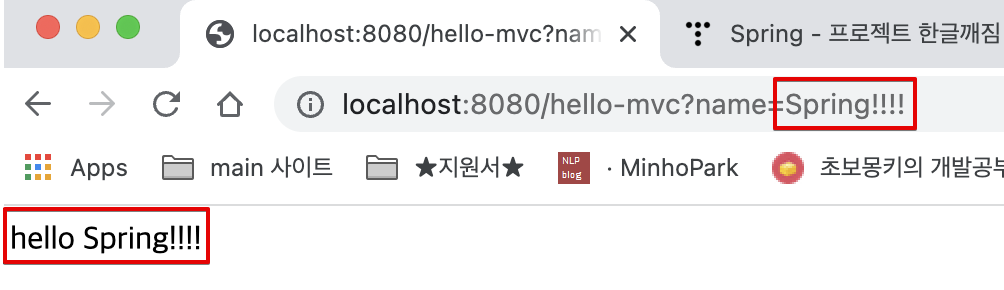 localhost:8080/hello-mvc?nam
Spring - 프로젝트 한글깨짐
localhost:8080/hello-mvc?name=Spring!!!!
Apps main 사이트 ★지원서★ NLP blog · MinhoPark 초보몽키의 개발공부
hello Spring!!!!